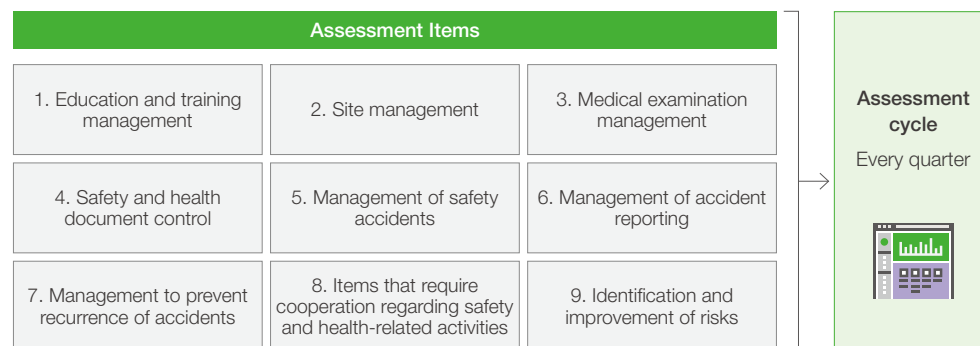 Assessment Items
1. Education and training
management
2. Site management
3. Medical examination
management
4. Safety and health
document control
5. Management of safety
accidents
6. Management of accident
reporting
7. Management to prevent
recurrence of accidents
8. Items that require
cooperation regarding safety
and health-related activities
9. Identification and
improvement of risks
Assessment
cycle
Every quarter